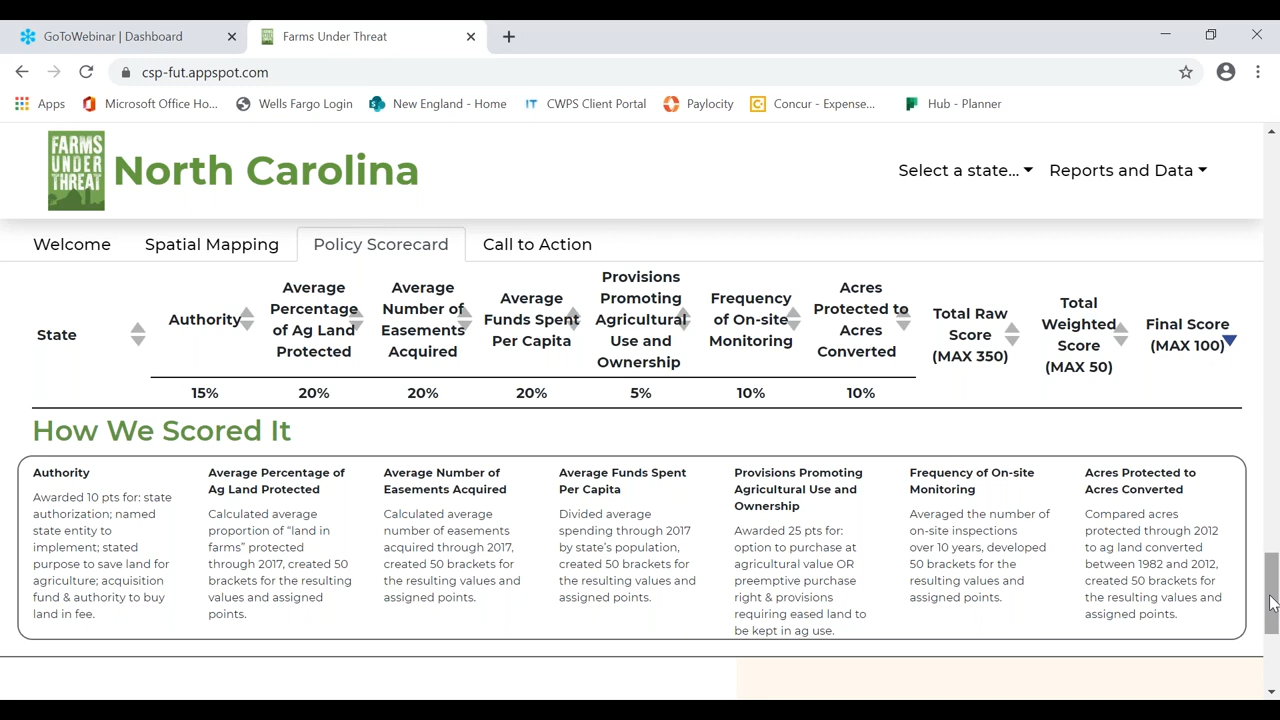 GoToWebinar | Dashboard
Farms Under Threat
csp-fut.appspot.com
Apps
Microsoft Office Ho...
Wells Fargo Login
New England - Home
IT CWPS Client Portal
Paylocity
Concur - Expense...
Hub - Planner
FARMS
UNDER
THREAT
North Carolina
Select a state...
Reports and Data
Welcome
Spatial Mapping
Policy Scorecard
Call to Action
State
Authority
Average
Percentage
of Ag Land
Protected
Average
Number of
Easements
Acquired
Average
Funds Spent
Per Capita
Provisions
Promoting
Agricultural
Use and
Ownership
Frequency
of On-site
Monitoring
Acres
Protected to
Acres
Converted
Total Raw
Score
(MAX 350)
Total
Weighted
Score
(MAX 50)
Final Score
(MAX 100)
15%
20%
20%
20%
5%
10%
10%
How We Scored It
Authority
Awarded 10 pts for: state
authorization; named
state entity to
implement; stated
purpose to save land for
agriculture; acquisition
fund & authority to buy
land in fee.
Average Percentage of
Ag Land Protected
Calculated average
proportion of “land in
farms” protected
through 2017, created 50
brackets for the resulting
values and assigned
points.
Average Number of
Easements Acquired
Calculated average
number of easements
acquired through 2017,
created 50 brackets for
the resulting values and
assigned points.
Average Funds Spent
Per Capita
Divided average
spending through 2017
by state’s population,
created 50 brackets for
the resulting values and
assigned points.
Provisions Promoting
Agricultural Use and
Ownership
Awarded 25 pts for:
option to purchase at
agricultural value OR
preemptive purchase
right & provisions
requiring eased land to
be kept in ag use.
Frequency of On-site
Monitoring
Averaged the number of
on-site inspections
over 10 years, developed
50 brackets for the
resulting values and
assigned points.
Acres Protected to
Acres Converted
Compared acres
protected through 2012
to ag land converted
between 1982 and 2012,
created 50 brackets for
the resulting values and
assigned points.